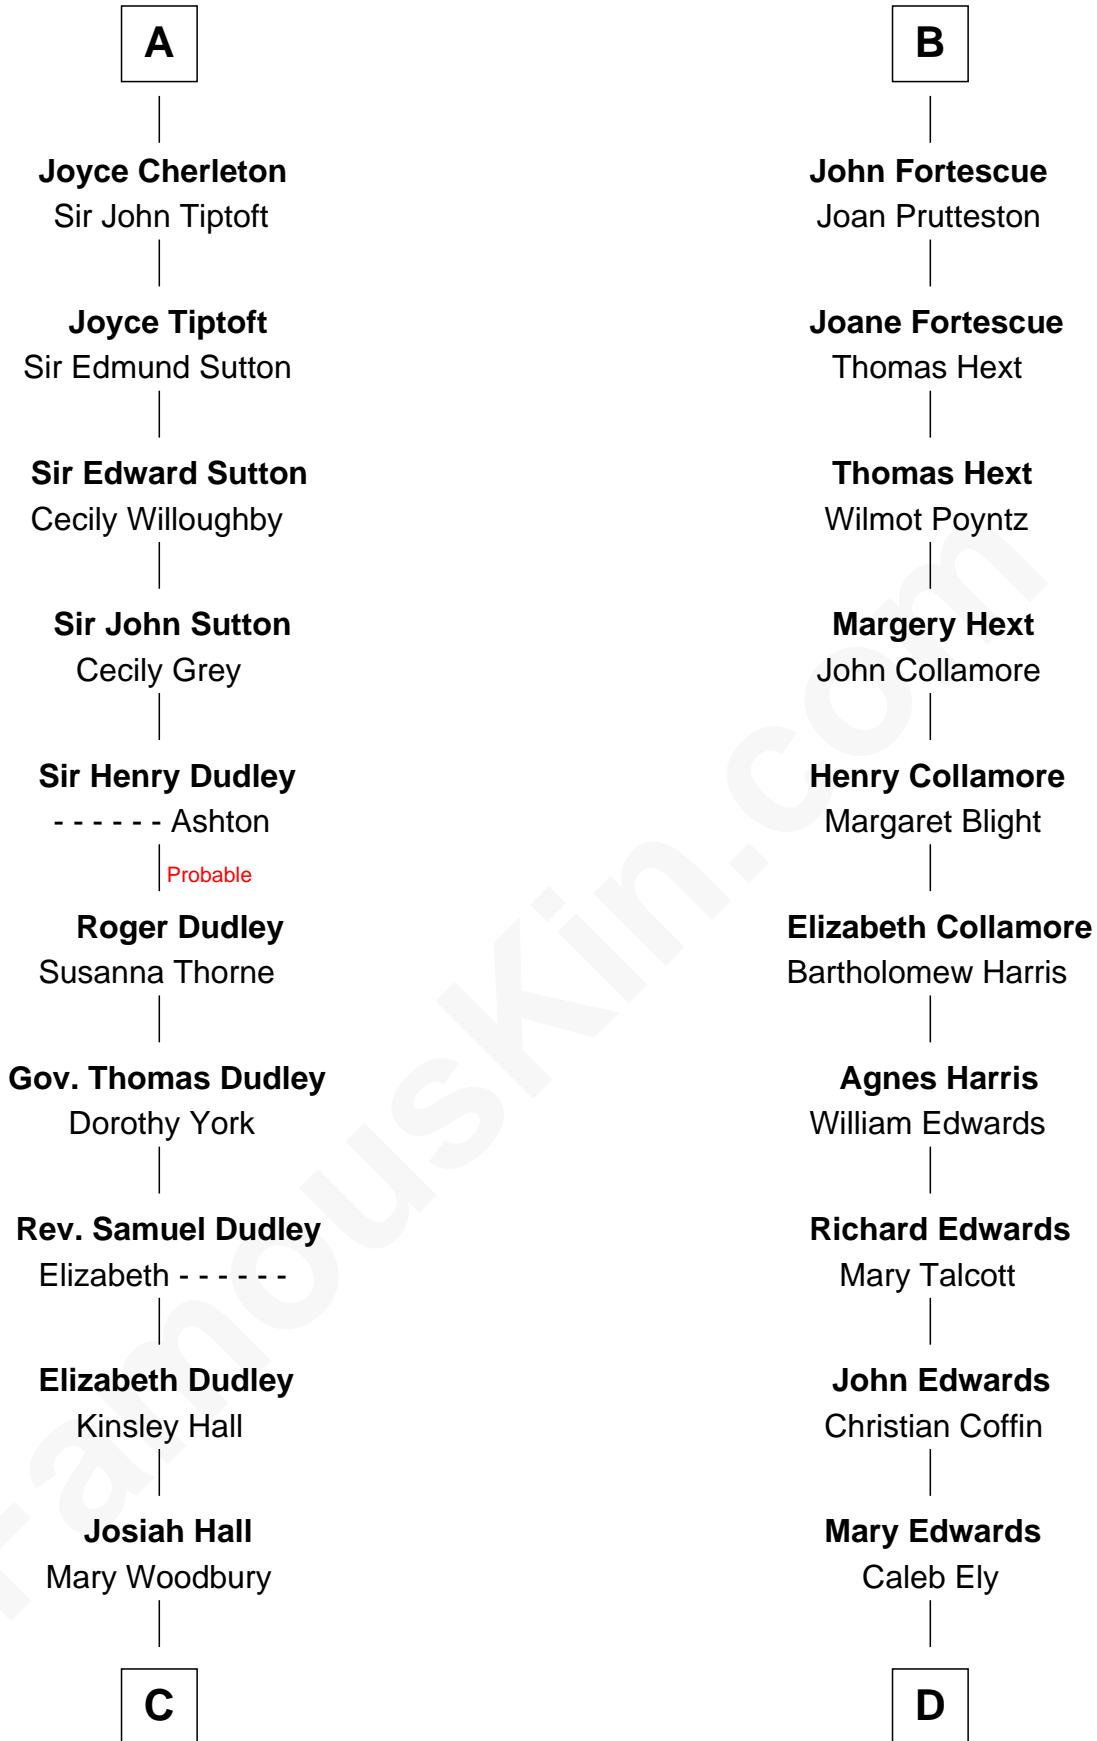 A
Joyce Cherleton
Sir John Tiptoft
Joyce Tiptoft
Sir Edmund Sutton
Sir Edward Sutton
Cecily Willoughby
Sir John Sutton
Cecily Grey
Sir Henry Dudley
- - - - - - Ashton
Probable
Roger Dudley
Susanna Thorne
Gov. Thomas Dudley
Dorothy York
Rev. Samuel Dudley
Elizabeth - - - - - -
Elizabeth Dudley
Kinsley Hall
Josiah Hall
Mary Woodbury
C
B
John Fortescue
Joan Prutteston
Joane Fortescue
Thomas Hext
Thomas Hext
Wilmot Poyntz
Margery Hext
John Collamore
Henry Collamore
Margaret Blight
Elizabeth Collamore
Bartholomew Harris
Agnes Harris
William Edwards
Richard Edwards
Mary Talcott
John Edwards
Christian Coffin
Mary Edwards
Caleb Ely
D
FamousKin.com